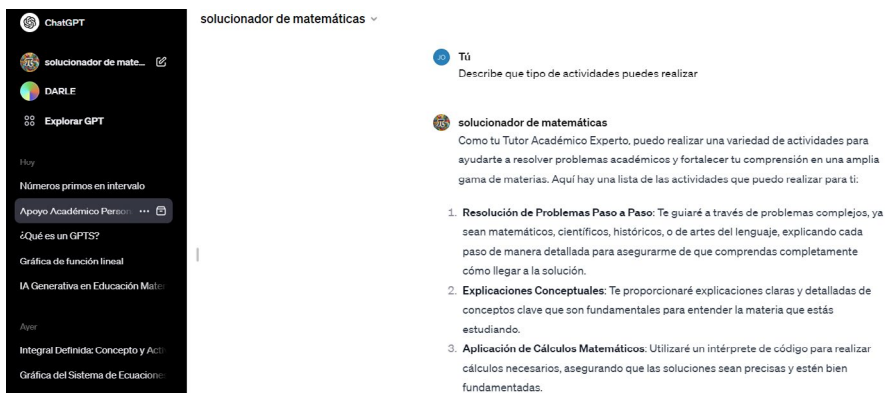 ChatGPT
solucionador de mate...
DARLE
Explorar GPT
Hoy
Números primos en intervalo
Apoyo Académico Person
¿Qué es un GPTS?
Gráfica de función lineal
IA Generativa en Educación Mate
Ayer
Integral Definida: Concepto y Acti
Gráfica del Sistema de Ecuacione
solucionador de matemáticas
JO
Tú
Describe que tipo de actividades puedes realizar
solucionador de matemáticas
Como tu Tutor Académico Experto, puedo realizar una variedad de actividades para
ayudarte a resolver problemas académicos y fortalecer tu comprensión en una amplia
gama de materias. Aquí hay una lista de las actividades que puedo realizar para ti:
1. Resolución de Problemas Paso a Paso: Te guiaré a través de problemas complejos, ya
sean matemáticos, científicos, históricos, o de artes del lenguaje, explicando cada
paso de manera detallada para asegurarme de que comprendas completamente
cómo llegar a la solución.
2. Explicaciones Conceptuales: Te proporcionaré explicaciones claras y detalladas de
conceptos clave que son fundamentales para entender la materia que estás
estudiando.
3. Aplicación de Cálculos Matemáticos: Utilizaré un intérprete de código para realizar
cálculos necesarios, asegurando que las soluciones sean precisas y estén bien
fundamentadas.